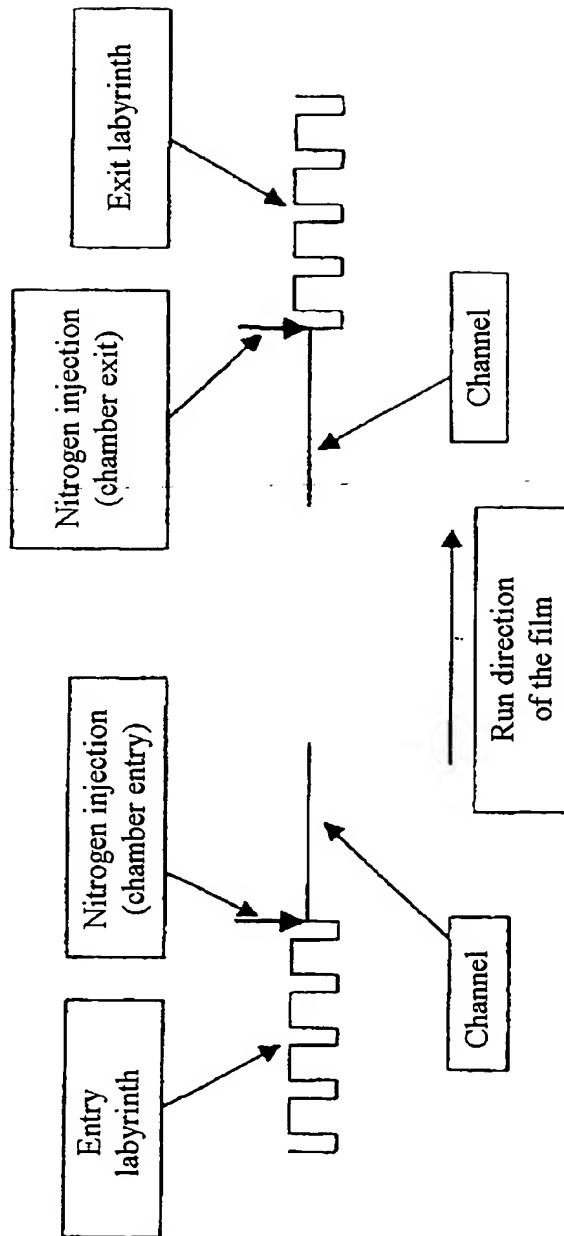 Entry
labyrinth
Nitrogen injection
(chamber entry)
Nitrogen injection
(chamber exit)
Exit labyrinth
Channel
Run direction
of the film
Channel